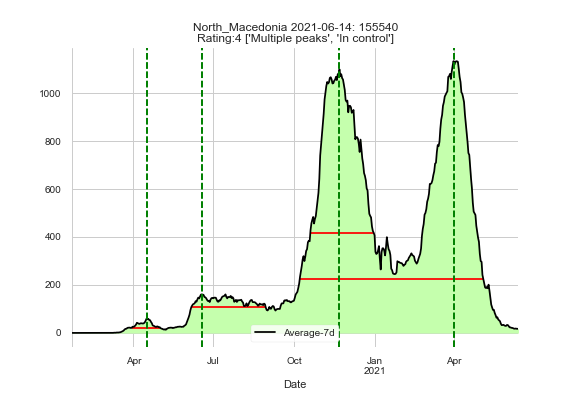 North_Macedonia 2021-06-14: 155540
Rating:4 ['Multiple peaks', 'In control']
1000
800
600
400
200
0
Average-7d
Apr Jul Oct Jan Apr
2021
Date